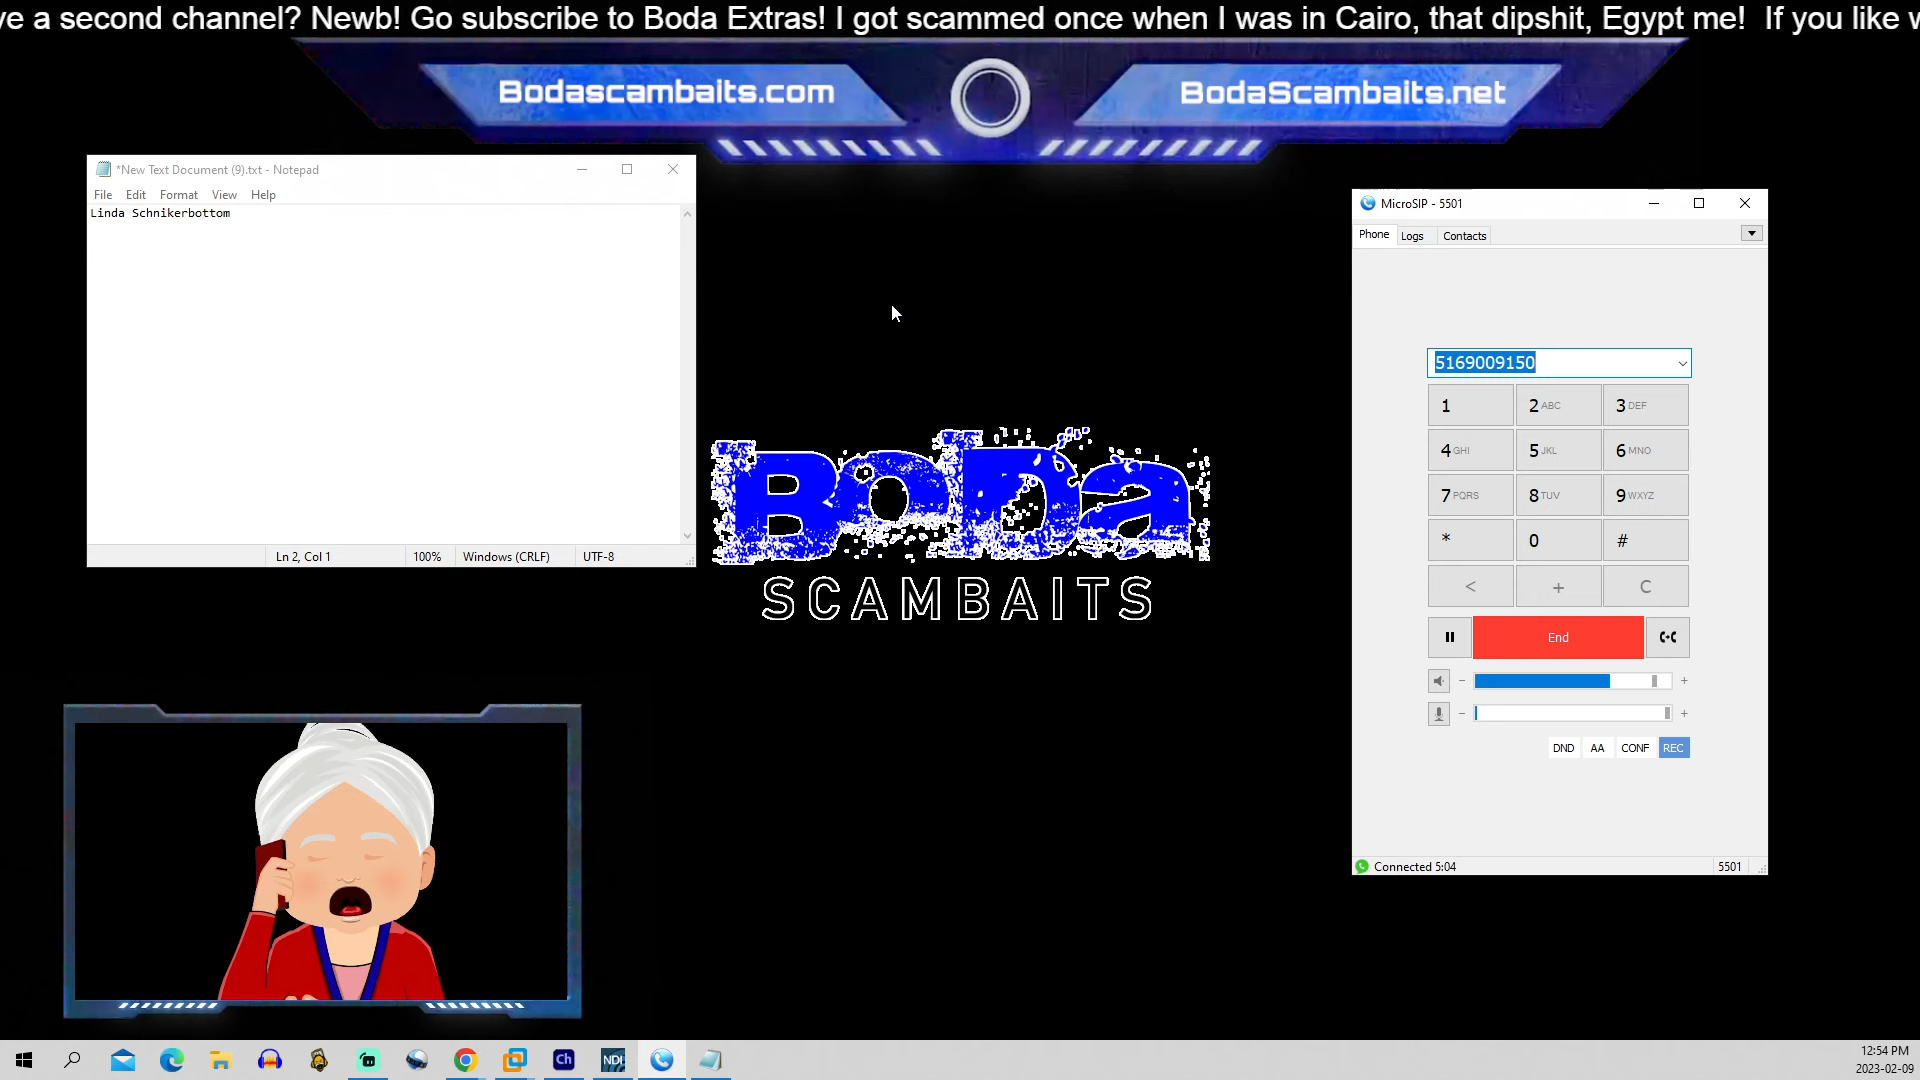 ve a second channel? Newb! Go subscribe to Boda Extras! I got scammed once when I was in Cairo, that dipshit, Egypt me!  If you like w
Bodascambaits.com
BodaScambaits.net
*New Text Document (9).txt - Notepad
File Edit Format View Help
Linda Schnikerbottom
Ln 2, Col 1 100% Windows (CRLF) UTF-8
BoDa
SCAMBAITS
MicroSIP - 5501
Phone Logs Contacts
5169009150
1 2 ABC 3 DEF
4 GHI 5 JKL 6 MNO
7 PQRS 8 TUV 9 WXYZ
* 0 #
< + C
End
- +
- +
DND AA CONF REC
Connected 5:04 5501
Ch
NDI
12:54 PM
2023-02-09